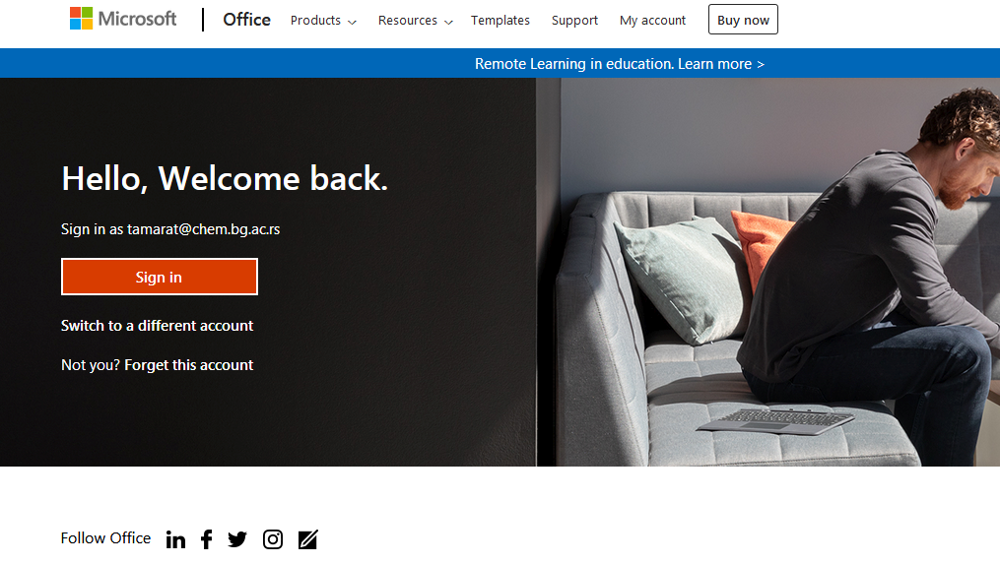 Microsoft Office Products Resources Templates Support My account Buy now
Remote Learning in education. Learn more >
Hello, Welcome back.
Sign in as tamarat@chem.bg.ac.rs
Sign in
Switch to a different account
Not you? Forget this account
Follow Office